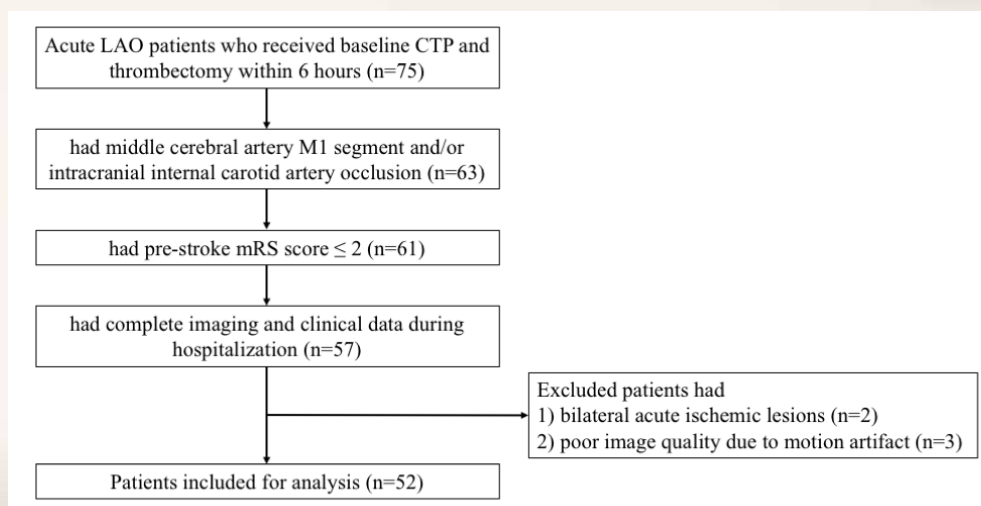 Acute LAO patients who received baseline CTP and
thrombectomy within 6 hours (n=75)
had middle cerebral artery M1 segment and/or
intracranial internal carotid artery occlusion (n=63)
had pre-stroke mRS score ≤ 2 (n=61)
had complete imaging and clinical data during
hospitalization (n=57)
Excluded patients had
1) bilateral acute ischemic lesions (n=2)
2) poor image quality due to motion artifact (n=3)
Patients included for analysis (n=52)